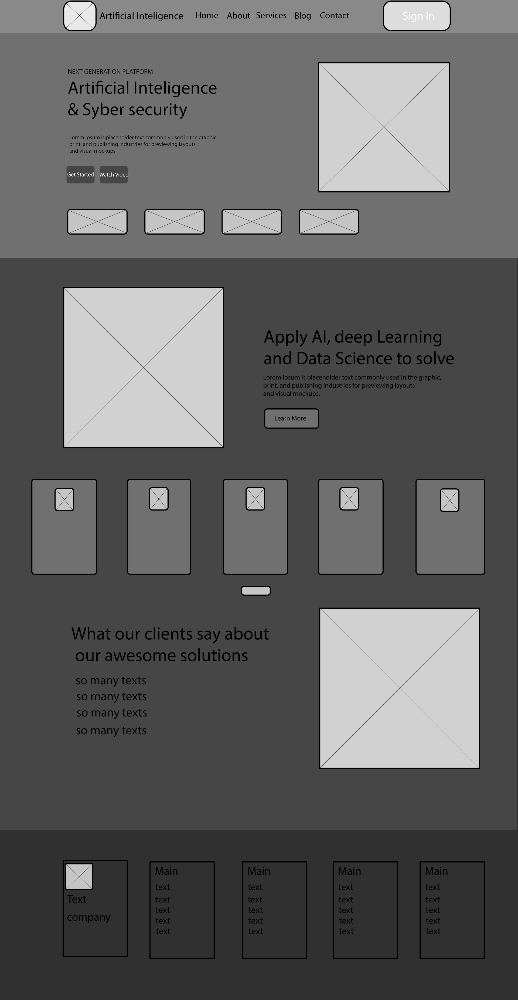 Artificial Inteligence
Home
About
Services
Blog
Contact
Sign In
NEXT GENERATION PLATFORM
Artificial Inteligence
& Syber security
Lorem ipsum is placeholder text commonly used in the graphic,
print, and publishing industries for previewing layouts
and visual mockups.
Get Started
Watch Video
Apply AI, deep Learning
and Data Science to solve
Lorem ipsum is placeholder text commonly used in the graphic,
print, and publishing industries for previewing layouts
and visual mockups.
Learn More
What our clients say about
our awesome solutions
so many texts
so many texts
so many texts
so many texts
Text
company
Main
text
text
text
text
text
Main
text
text
text
text
text
Main
text
text
text
text
text
Main
text
text
text
text
text